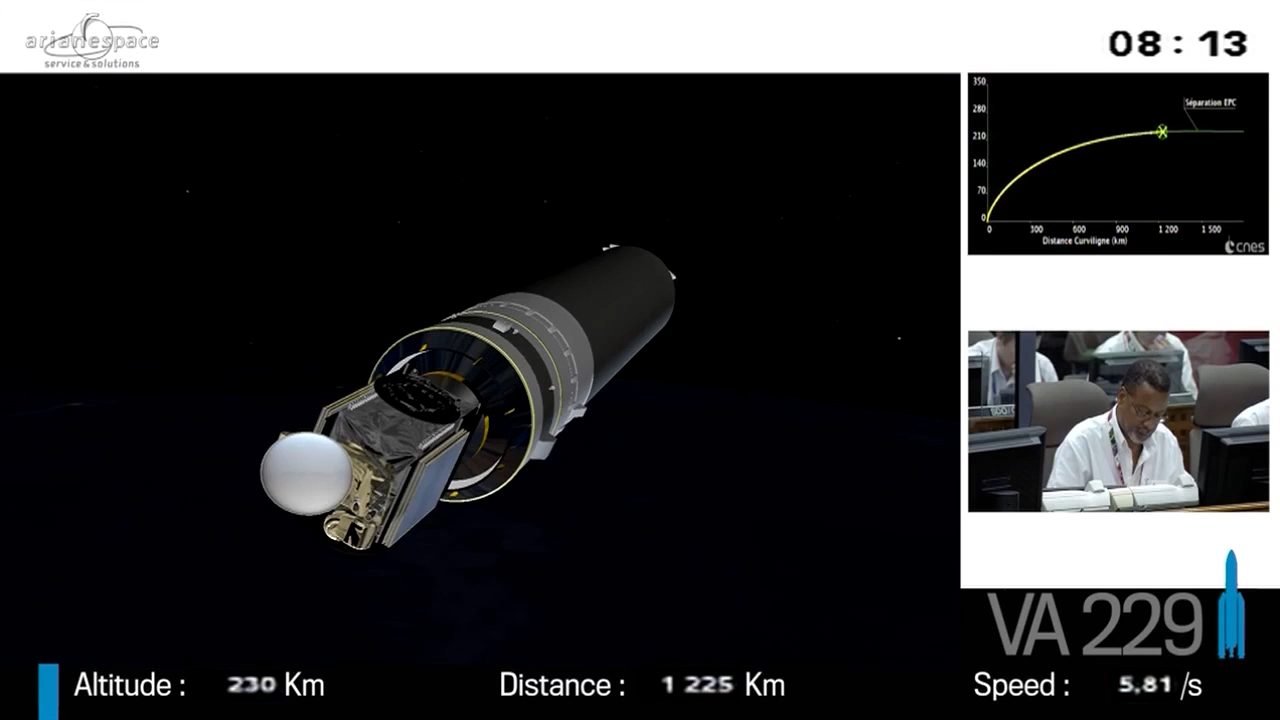 arianespace
service & solutions
08 : 13
350
280
210
140
70
0
Séparation EPC
0 300 600 900 1 200 1 500
Distance Curviligne (km)
cnes
VA 229
Altitude : 230 Km
Distance : 1 225 Km
Speed : 5,81 /s